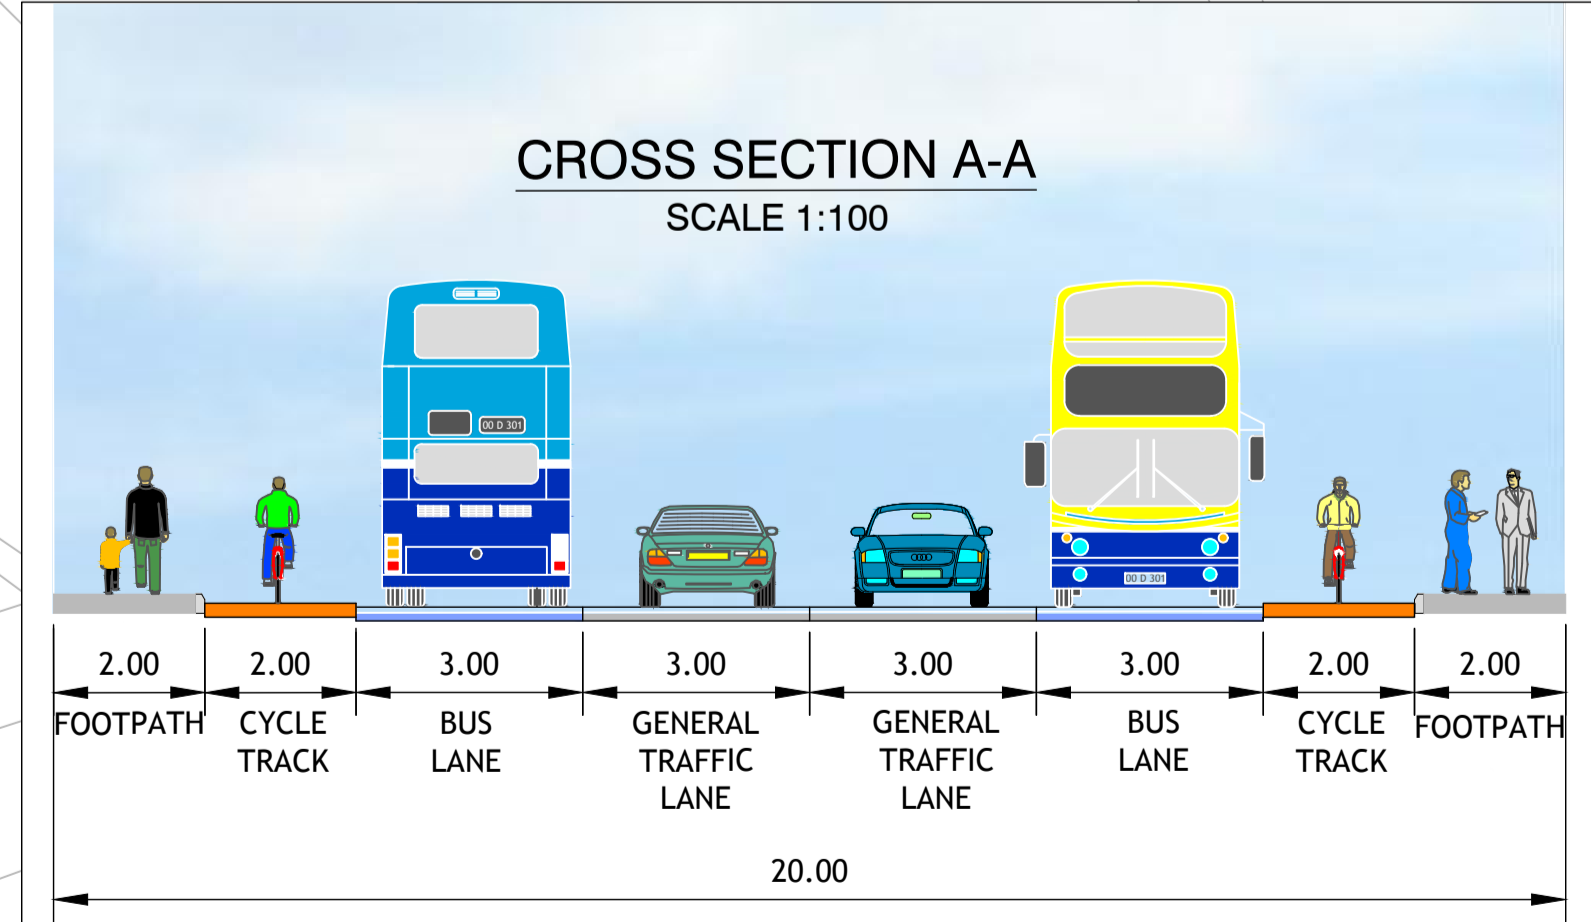 CROSS SECTION A-A
SCALE 1:100
00 D 301
00 D 301
2.00 2.00 3.00 3.00 3.00 3.00 2.00 2.00
FOOTPATH CYCLE BUS GENERAL GENERAL BUS CYCLE FOOTPATH
TRACK LANE TRAFFIC TRAFFIC LANE TRACK
LANE LANE
20.00